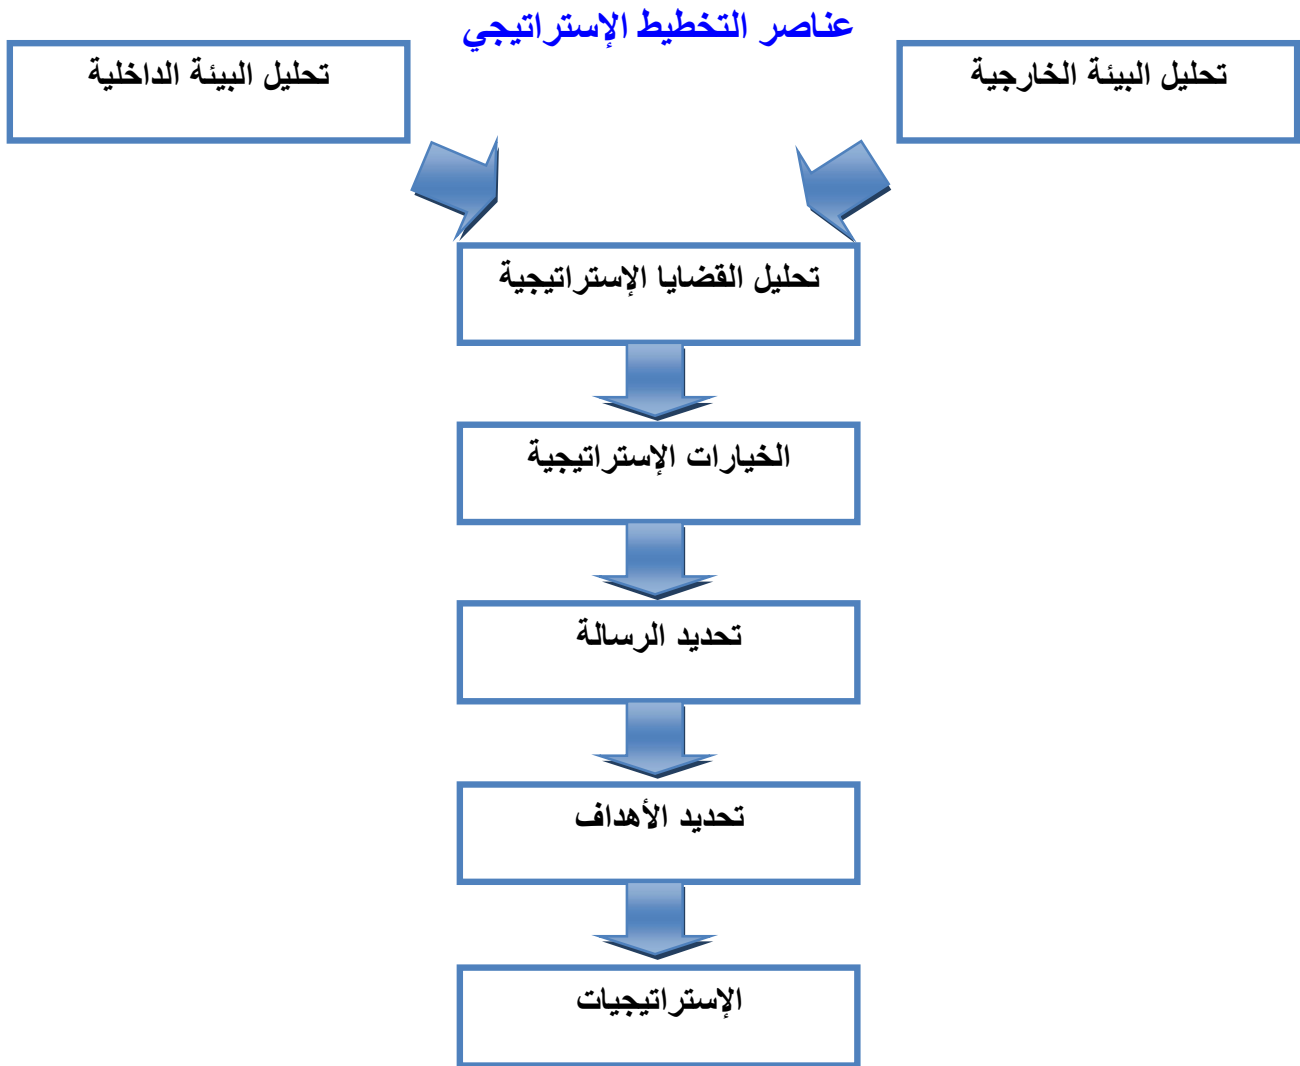 عناصر التخطيط الإستراتيجي
تحليل البيئة الخارجية
تحليل البيئة الداخلية
تحليل القضايا الإستراتيجية
الخيارات الإستراتيجية
تحديد الرسالة
تحديد الأهداف
الإستراتيجيات